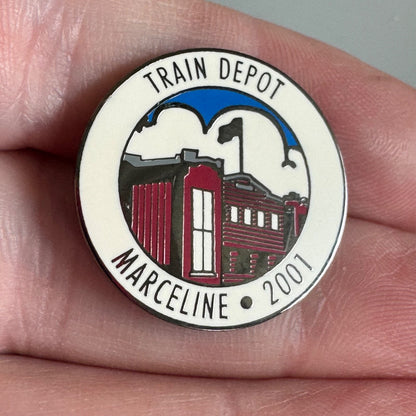 TRAIN DEPOT
MARCELINE • 2001